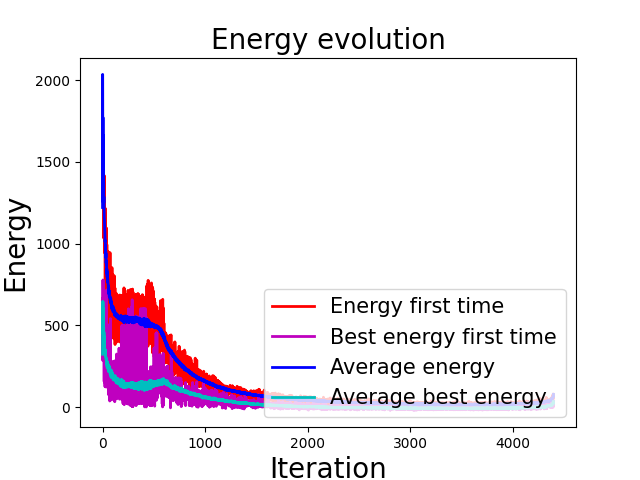 Energy evolution
Energy
2000
1500
1000
500
0
Energy first time
Best energy first time
Average energy
Average best energy
0 1000 2000 3000 4000
Iteration